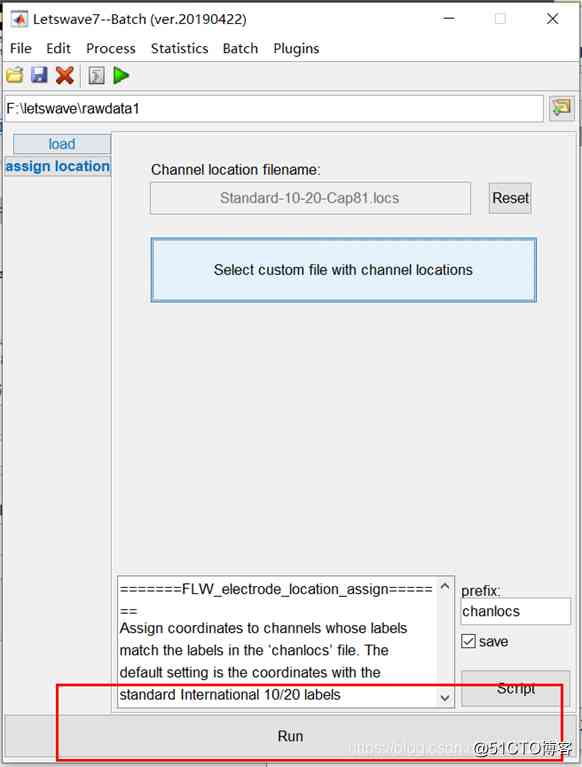 Letswave7--Batch (ver.20190422)
File Edit Process Statistics Batch Plugins
F:\letswave\rawdata1
load
assign location
Channel location filename:
Standard-10-20-Cap81.locs
Reset
Select custom file with channel locations
=======FLW_electrode_location_assign=====
==
Assign coordinates to channels whose labels
match the labels in the 'chanlocs' file. The
default setting is the coordinates with the
standard International 10/20 labels
prefix:
chanlocs
save
Script
Run
https://blog.csdn.
@51CTO博客